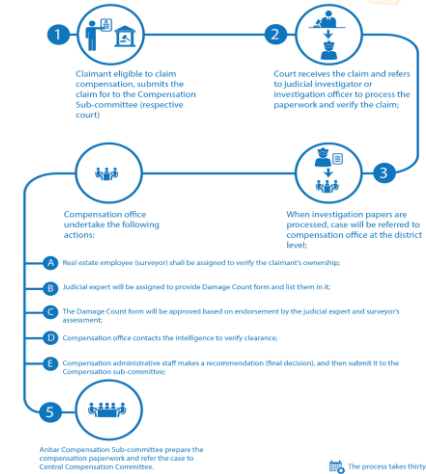 1
2
Claimant eligible to claim
compensation, submits the
claim for to the Compensation
Sub-committee (respective
court)
Court receives the claim and refers
to judicial investigator or
investigation officer to process the
paperwork and verify the claim;
3
Compensation office
undertake the following
actions:
When investigation papers are
processed, case will be referred to
compensation office at the district
level;
A Real estate employee (surveyor) shall be assigned to verify the claimant's ownership;
B Judicial expert will be assigned to provide Damage Count form and list them in it;
C The Damage Count form will be approved based on endorsement by the judicial expert and surveyor's
assessment;
D Compensation office contacts the intelligence to verify clearance;
E Compensation administrative staff makes a recommendation (final decision), and then submit it to the
Compensation sub-committee;
5
Anbar Compensation Sub-committee prepare the
compensation paperwork and refer the case to
Central Compensation Committee.
The process takes thirty